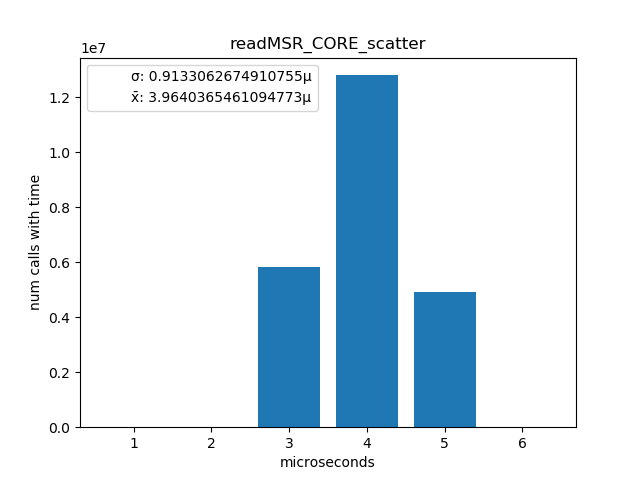 readMSR_CORE_scatter
1e7
σ: 0.9133062674910755μ
x̄: 3.9640365461094773μ
1.2
1.0
0.8
0.6
0.4
0.2
0.0
num calls with time
1 2 3 4 5 6
microseconds